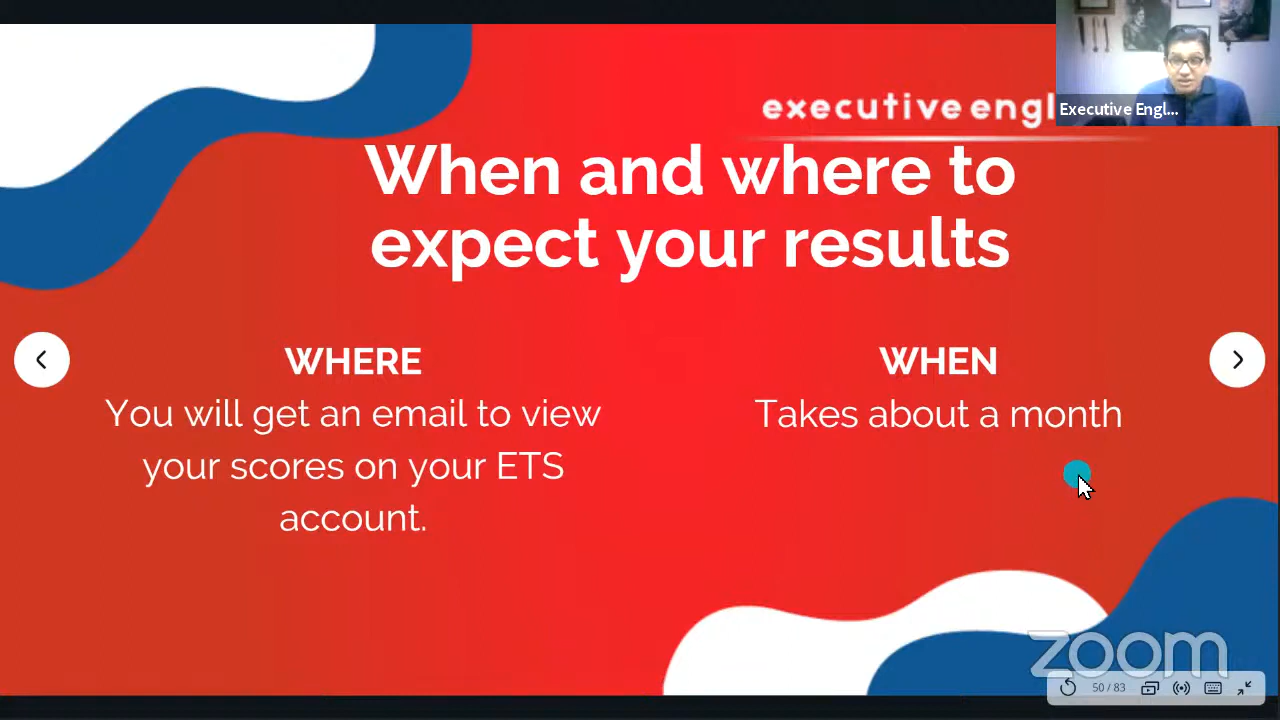 executive engl
Executive Engl...
When and where to
expect your results
WHERE
You will get an email to view
your scores on your ETS
account.
WHEN
Takes about a month
zoom
50 / 83